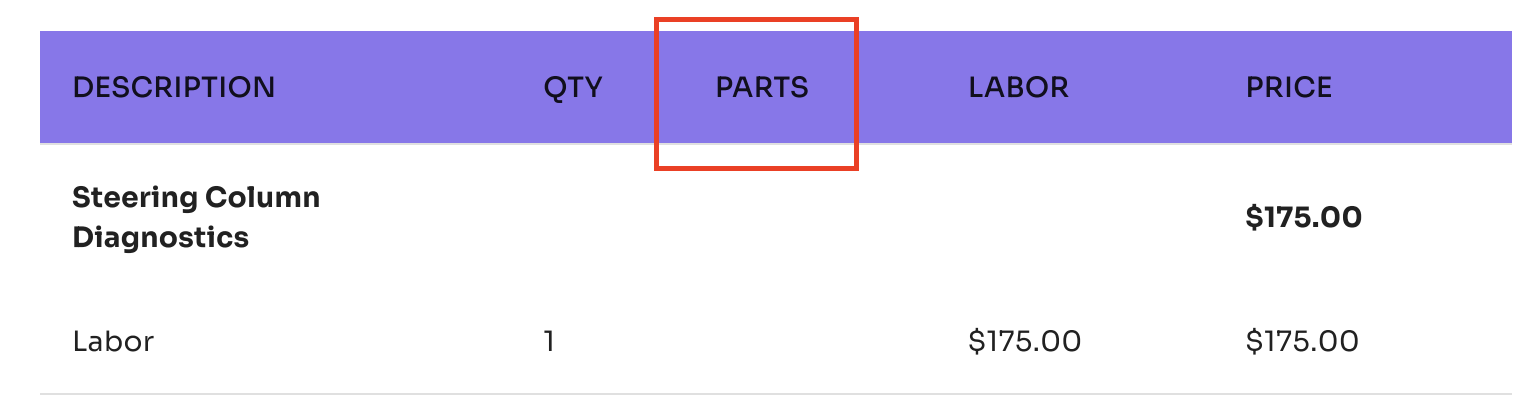 DESCRIPTION QTY PARTS LABOR PRICE
Steering Column
Diagnostics
$175.00
Labor 1 $175.00 $175.00